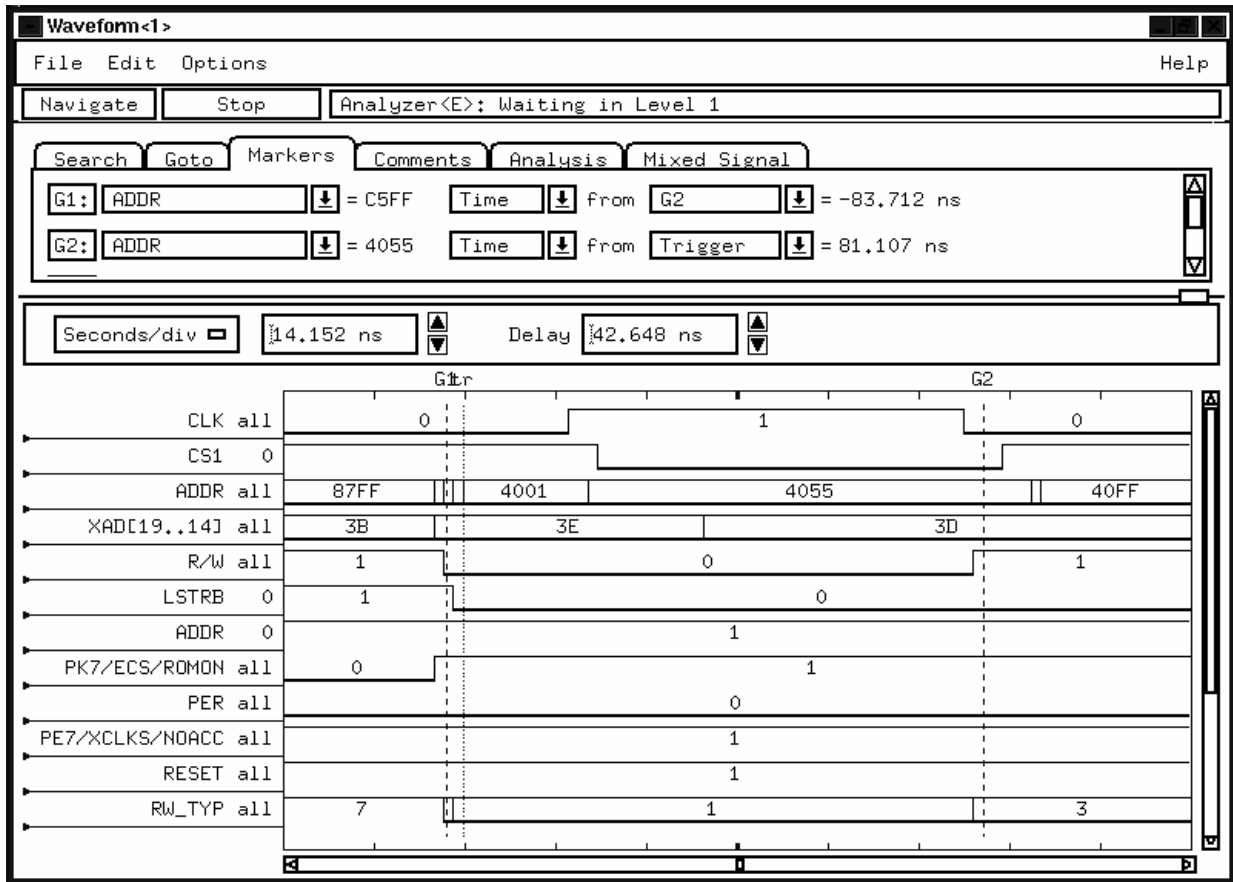 Waveform<1>
File Edit Options Help
Navigate Stop Analyzer<E>: Waiting in Level 1
Search Goto Markers Comments Analysis Mixed Signal
G1: ADDR = C5FF Time from G2 = -83.712 ns
G2: ADDR = 4055 Time from Trigger = 81.107 ns
Seconds/div 14.152 ns Delay 42.648 ns
G1tr G2
CLK all 0 1 0
CS1 0
ADDR all 87FF 4001 4055 40FF
XAD[19..14] all 3B 3E 3D
R/W all 1 0 1
LSTRB 0 1 0
ADDR 0 1
PK7/ECS/ROMON all 0 1
PER all 0
PE7/XCLKS/NOACC all 1
RESET all 1
RW_TYP all 7 1 3